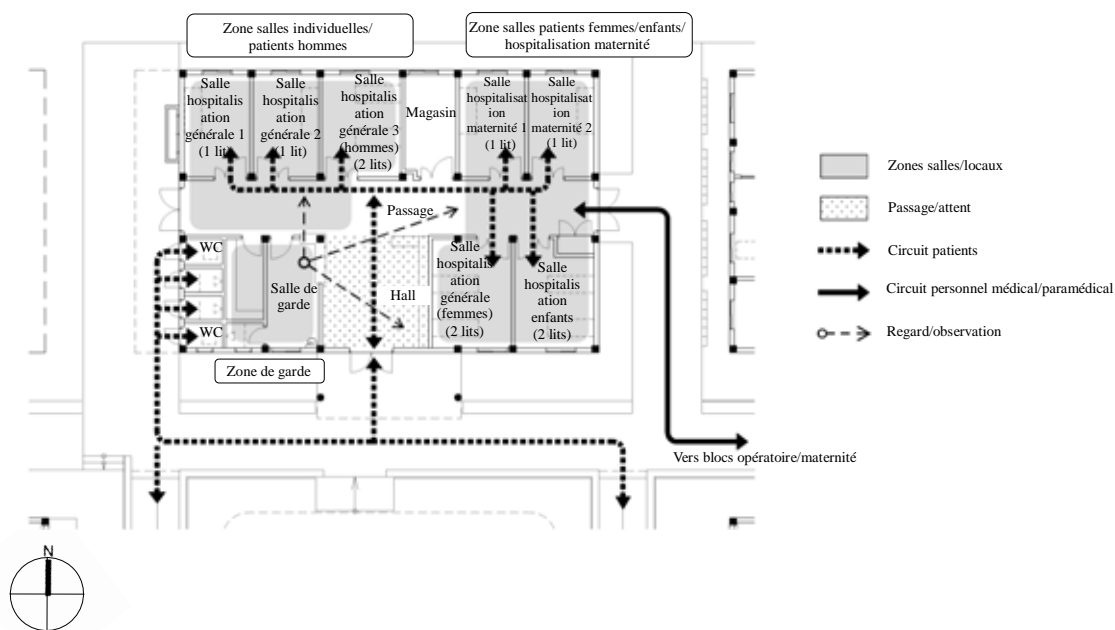 Zone salles individuelles/
patients hommes
Zone salles patients femmes/enfants/
hospitalisation maternité
Salle
hospitalis
ation
générale 1
(1 lit)
Salle
hospitalis
ation
générale 2
(1 lit)
Salle
hospitalis
ation
générale 3
(hommes)
(2 lits)
Magasin
Salle
hospitalisat
ion
maternité 1
(1 lit)
Salle
hospitalisat
ion
maternité 2
(1 lit)
Passage
WC
Salle de
garde
Hall
Salle
hospitalis
ation
générale
(femmes)
(2 lits)
Salle
hospitalis
ation
enfants
(2 lits)
WC
Zone de garde
Vers blocs opératoire/maternité
Zones salles/locaux
Passage/attent
Circuit patients
Circuit personnel médical/paramédical
Regard/observation
N